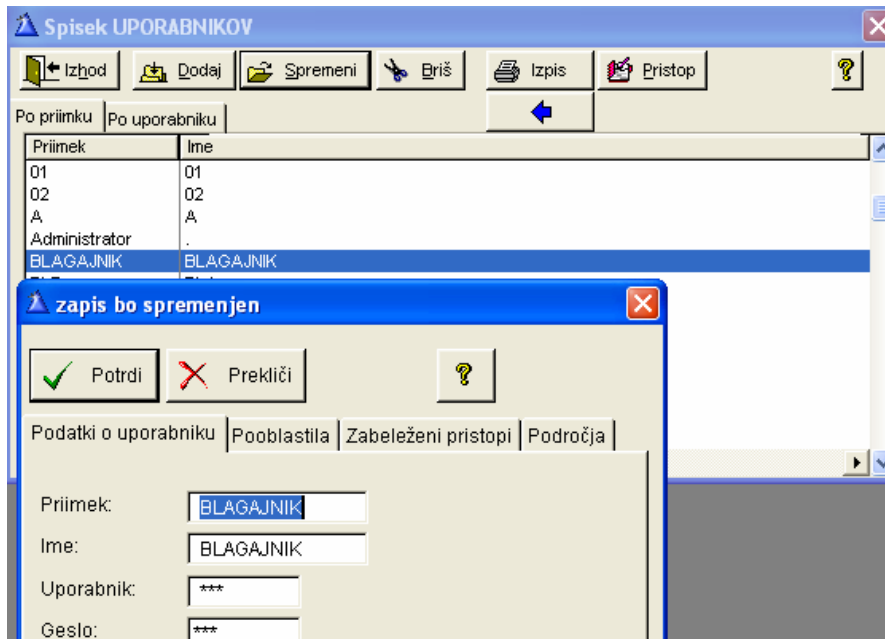 Spisek UPORABNIKOV
Izhod Dodaj Spremeni Briš Izpis Pristop
Po priimku Po uporabniku
Priimek Ime
01 01
02 02
A A
Administrator .
BLAGAJNIK BLAGAJNIK
zapis bo spremenjen
Potrdi Prekliči
Podatki o uporabniku Pooblastila Zabeleženi pristopi Področja
Priimek: BLAGAJNIK
Ime: BLAGAJNIK
Uporabnik: ***
Geslo: ***